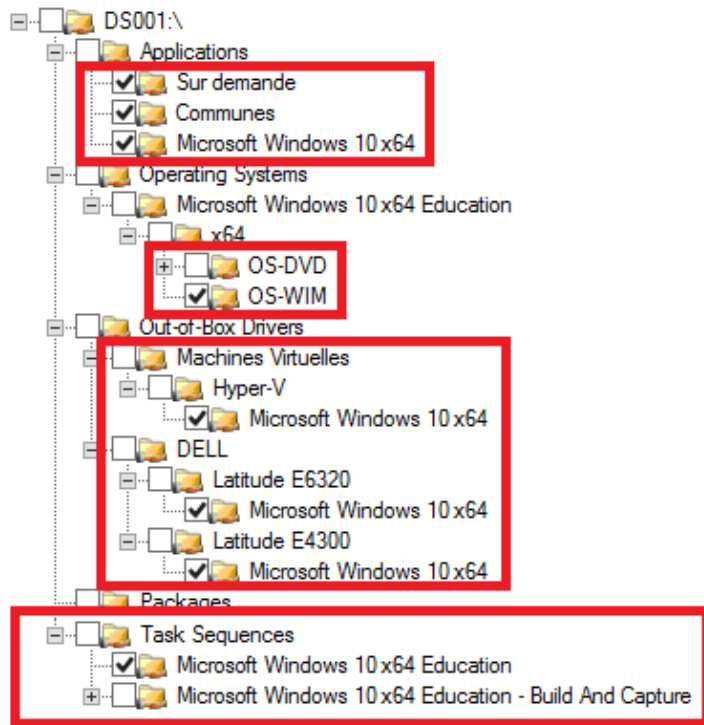 DS001:\
Applications
Sur demande
Communes
Microsoft Windows 10 x64
Operating Systems
Microsoft Windows 10 x64 Education
x64
OS-DVD
OS-WIM
Out-of-Box Drivers
Machines Virtuelles
Hyper-V
Microsoft Windows 10 x64
DELL
Latitude E6320
Microsoft Windows 10 x64
Latitude E4300
Microsoft Windows 10 x64
Packages
Task Sequences
Microsoft Windows 10 x64 Education
Microsoft Windows 10 x64 Education - Build And Capture